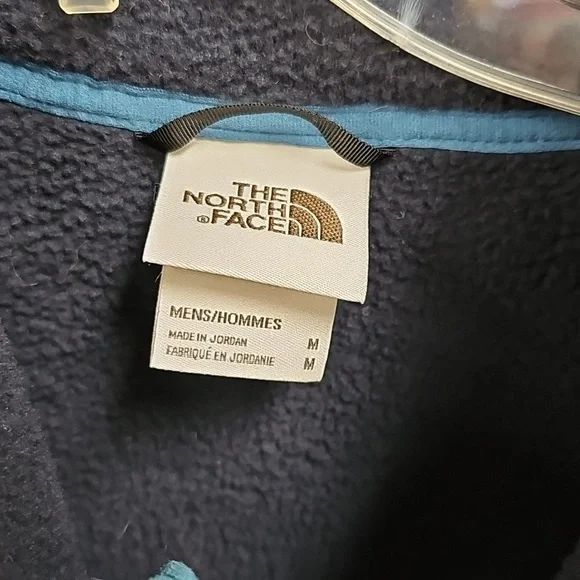 THE
NORTH
®FACE
MENS/HOMMES
MADE IN JORDAN M
FABRIQUÉ EN JORDANIE M